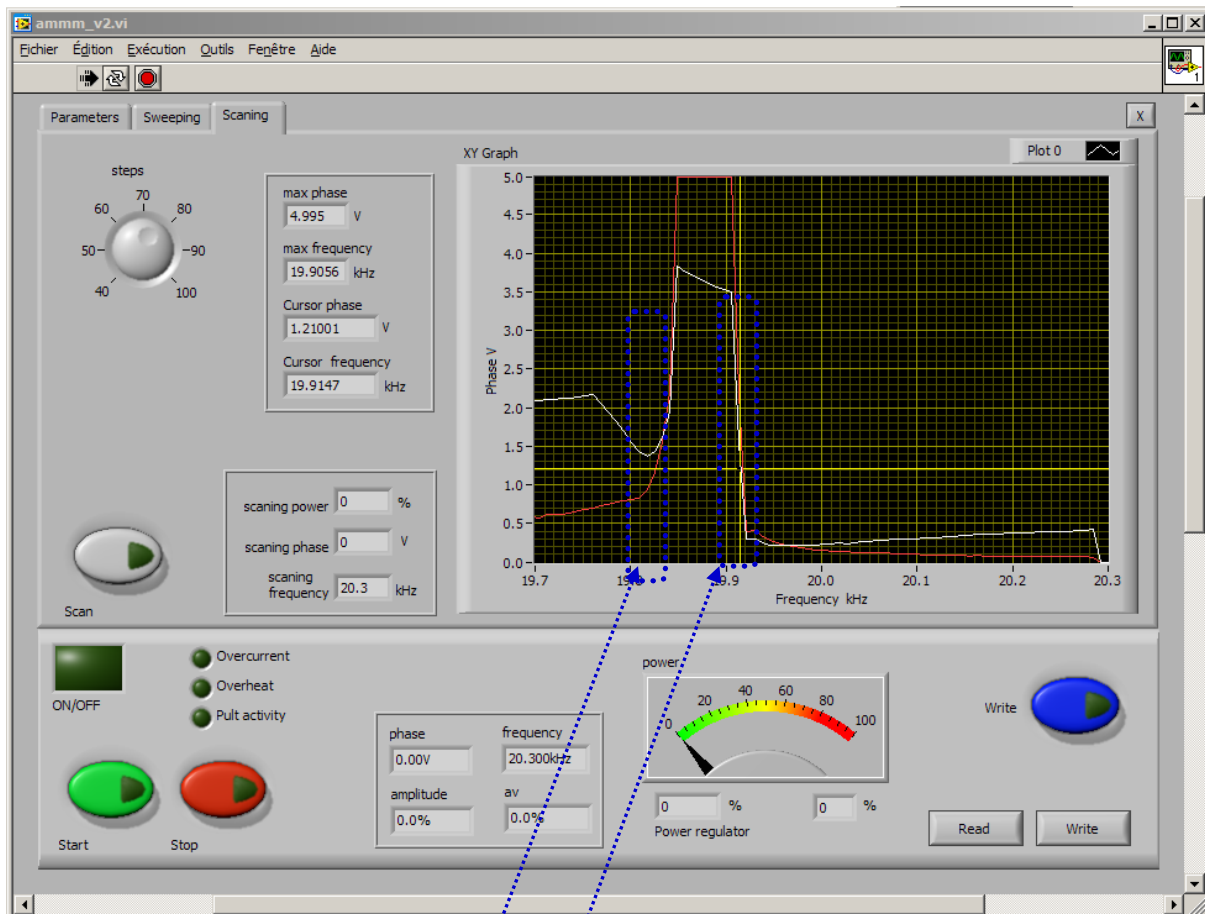 ammm_v2.vi
Fichier Édition Exécution Outils Fenêtre Aide
1
Parameters Sweeping Scaning
X
steps
40 50 60 70 80 90 100
max phase
4.995 V
max frequency
19.9056 kHz
Cursor phase
1.21001 V
Cursor frequency
19.9147 kHz
XY Graph
Plot 0
Phase V
5.0
4.5
4.0
3.5
3.0
2.5
2.0
1.5
1.0
0.5
0.0
19.7 19.8 19.9 20.0 20.1 20.2 20.3
Frequency kHz
Scan
scaning power 0 %
scaning phase 0 V
scaning
frequency 20.3 kHz
ON/OFF
Overcurrent
Overheat
Pult activity
Start Stop
phase frequency
0.00V 20.300kHz
amplitude av
0.0% 0.0%
power
0 20 40 60 80 100
0 % 0 %
Power regulator
Write
Read Write